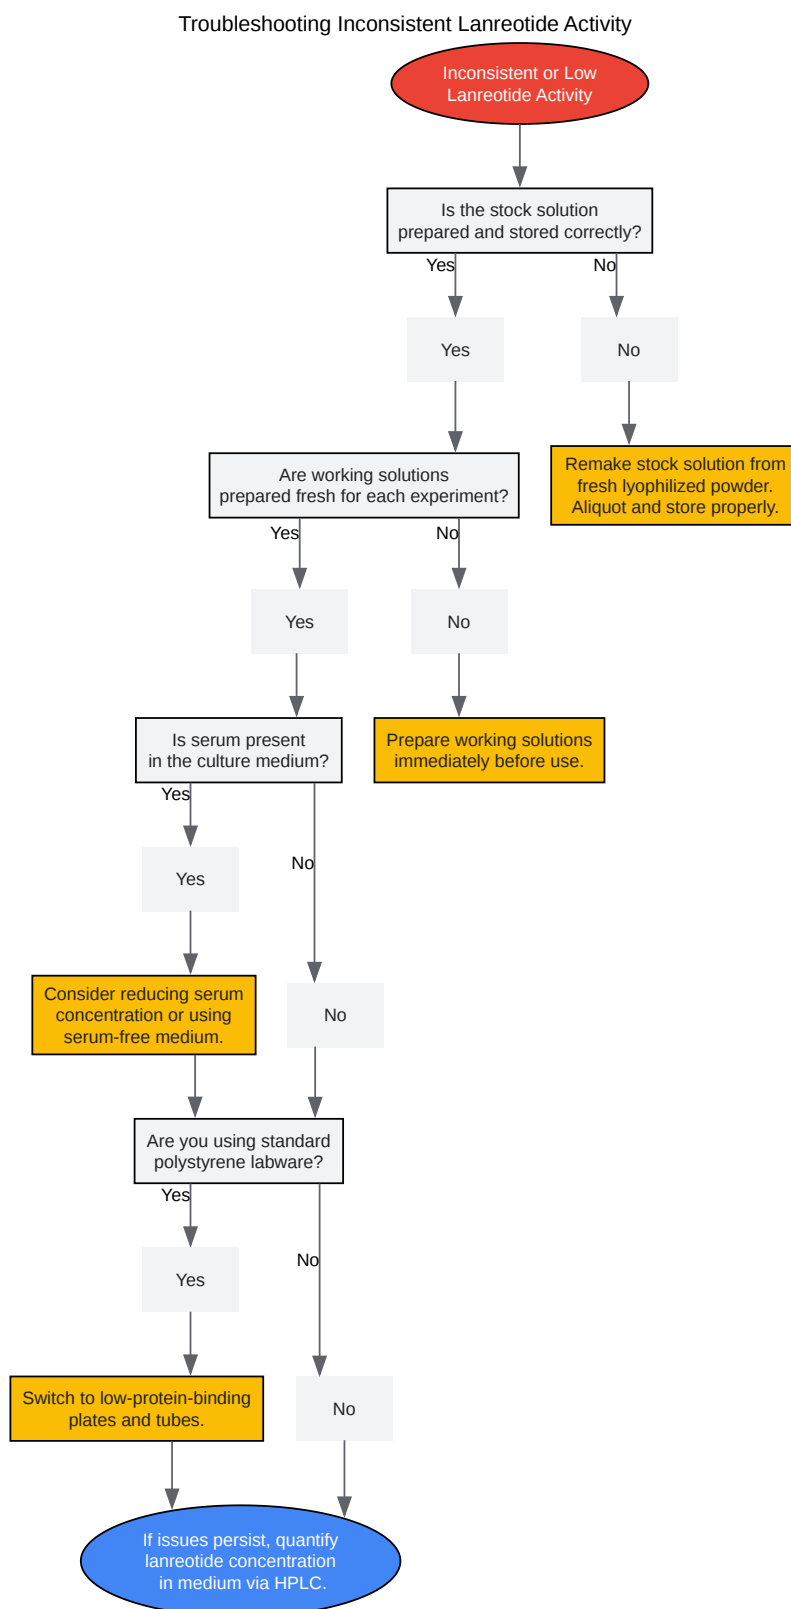 Troubleshooting Inconsistent Lanreotide Activity
Inconsistent or Low
Lanreotide Activity
Is the stock solution
prepared and stored correctly?
Yes
No
Yes
No
Are working solutions
prepared fresh for each experiment?
Remake stock solution from
fresh lyophilized powder.
Aliquot and store properly.
Yes
No
Yes
No
Is serum present
in the culture medium?
Prepare working solutions
immediately before use.
Yes
No
Yes
Consider reducing serum
concentration or using
serum-free medium.
No
Are you using standard
polystyrene labware?
Yes
No
Yes
Switch to low-protein-binding
plates and tubes.
No
If issues persist, quantify
lanreotide concentration
in medium via HPLC.